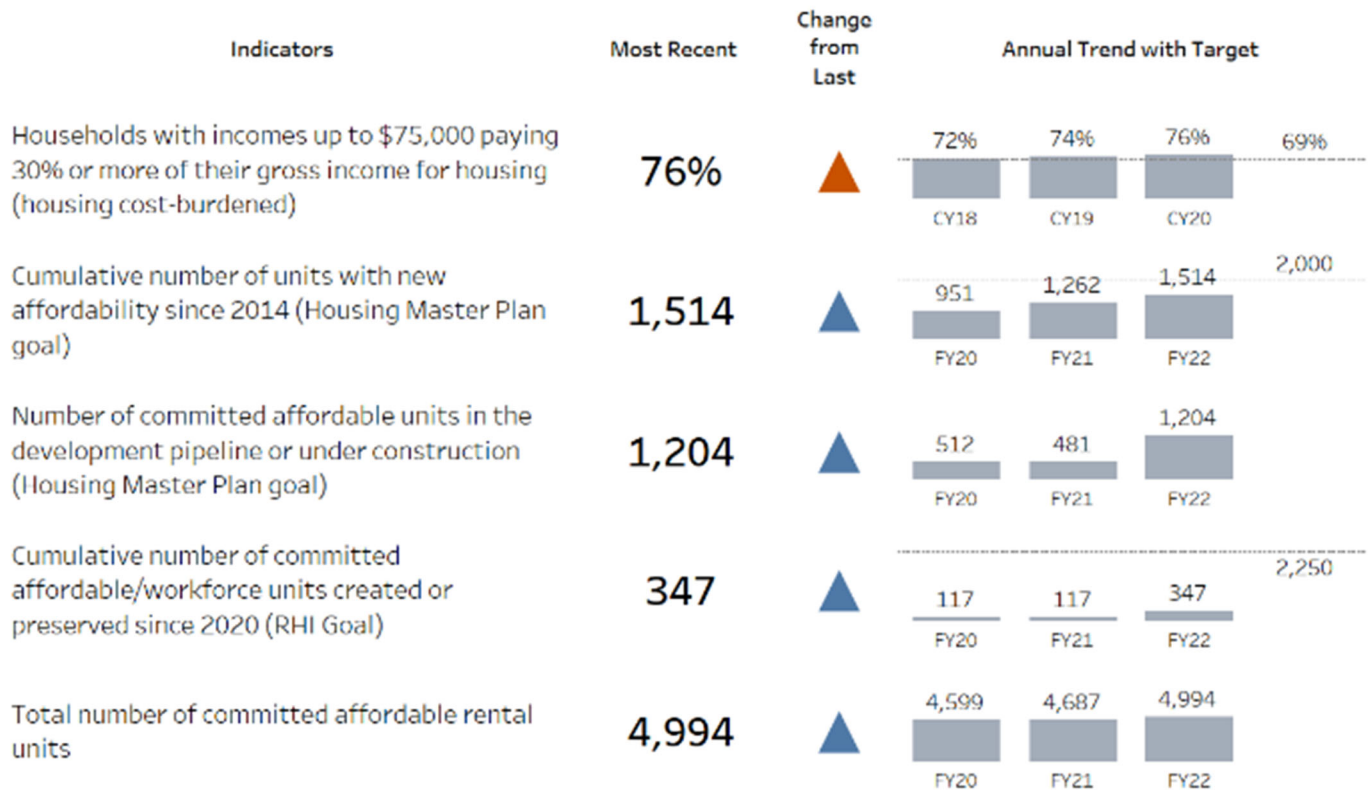 Indicators
Most Recent
Change
from
Last
Annual Trend with Target
Households with incomes up to $75,000 paying
30% or more of their gross income for housing
(housing cost-burdened)
76%
72% 74% 76% 69%
CY18 CY19 CY20
Cumulative number of units with new
affordability since 2014 (Housing Master Plan
goal)
1,514
951 1,262 1,514 2,000
FY20 FY21 FY22
Number of committed affordable units in the
development pipeline or under construction
(Housing Master Plan goal)
1,204
512 481 1,204
FY20 FY21 FY22
Cumulative number of committed
affordable/workforce units created or
preserved since 2020 (RHI Goal)
347
117 117 347 2,250
FY20 FY21 FY22
Total number of committed affordable rental
units
4,994
4,599 4,687 4,994
FY20 FY21 FY22